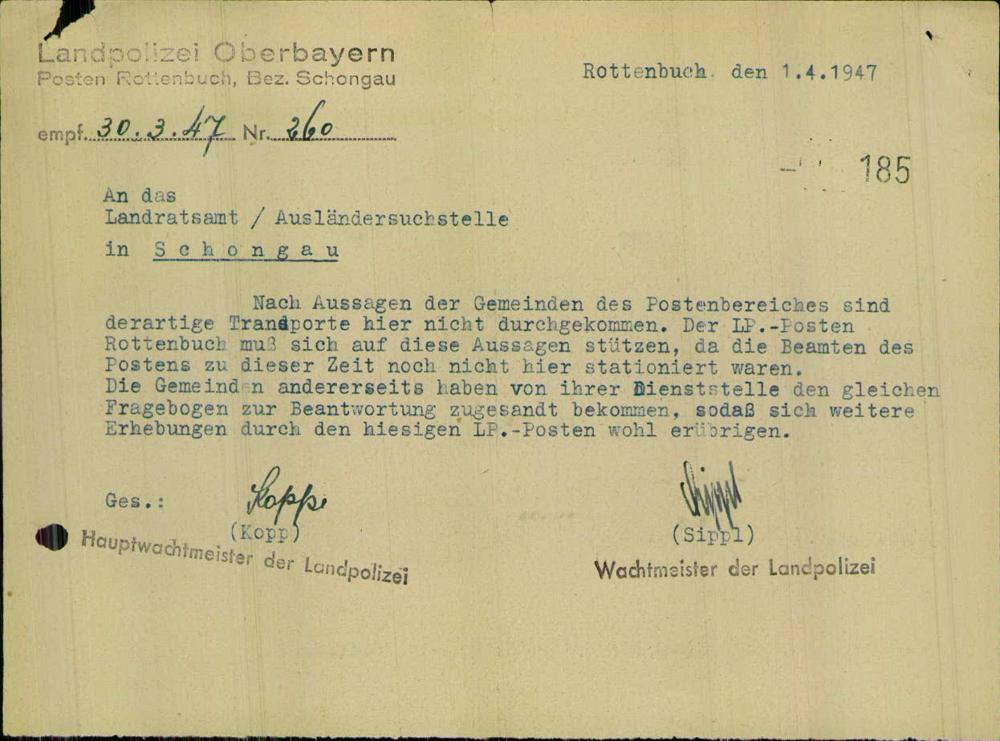 Landpolizei Oberbayern
Posten Rottenbuch, Bez. Schongau
empf. 30.3.47 Nr. 260
Rottenbuch. den 1.4.1947
185
An das
Landratsamt / Ausländersuchstelle
in Schongau
Nach Aussagen der Gemeinden des Postenbereiches sind
derartige Transporte hier nicht durchgekommen. Der LP.-Posten
Rottenbuch muß sich auf diese Aussagen stützen, da die Beamten des
Postens zu dieser Zeit noch nicht hier stationiert waren.
Die Gemeinden andererseits haben von ihrer Dienststelle den gleichen
Fragebogen zur Beantwortung zugesandt bekommen, sodaß sich weitere
Erhebungen durch den hiesigen LP.-Posten wohl erübrigen.
Ges.: Kopp
Sippl
(Kopp)
(Sippl)
Hauptwachtmeister der Landpolizei
Wachtmeister der Landpolizei